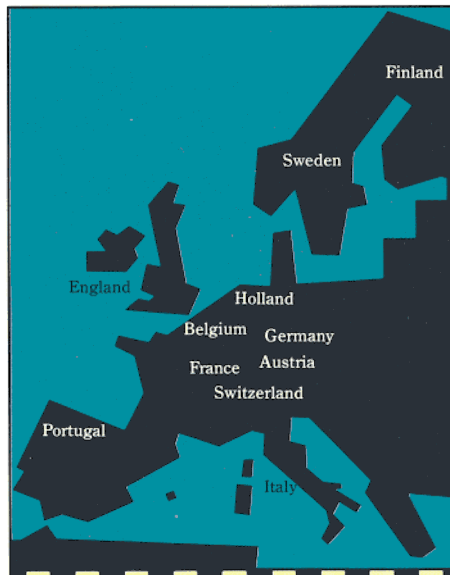 Finland
Sweden
England
Holland
Belgium
Germany
France
Austria
Switzerland
Portugal
Italy